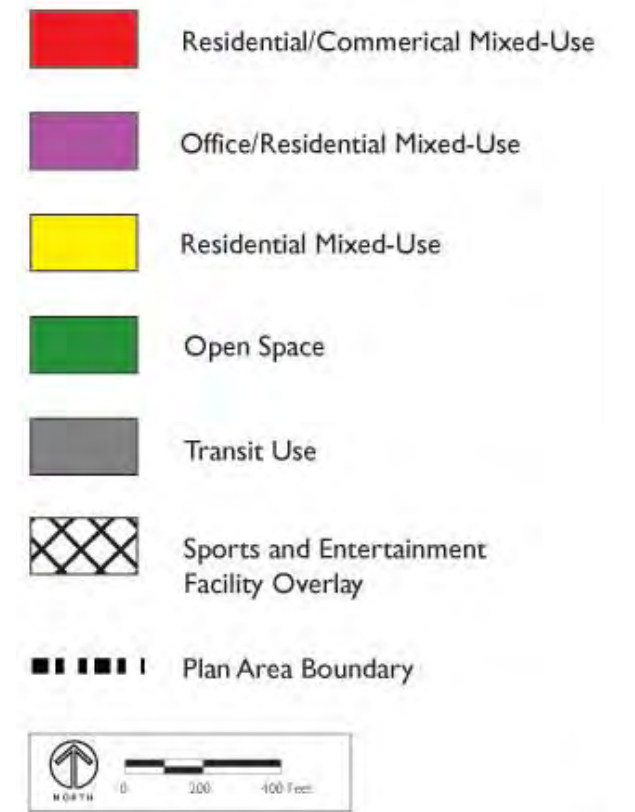 Residential/Commerical Mixed-Use
Office/Residential Mixed-Use
Residential Mixed-Use
Open Space
Transit Use
Sports and Entertainment
Facility Overlay
Plan Area Boundary
NORTH
0 200 400 Feet